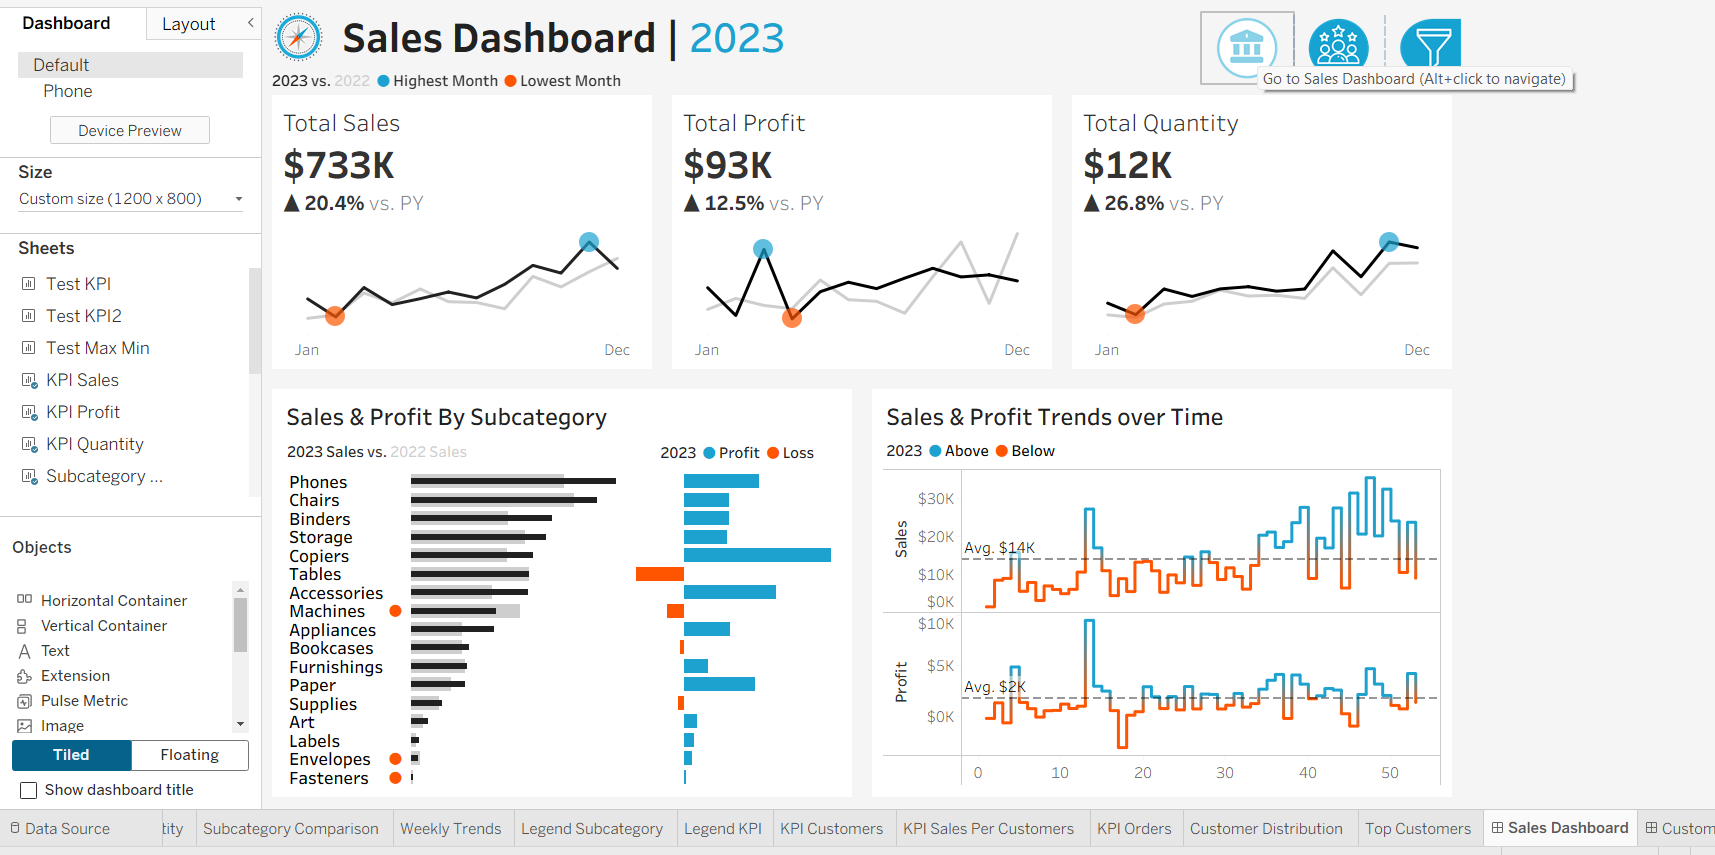 Dashboard
Layout
Default
Phone
Device Preview
Size
Custom size (1200 x 800)
Sheets
Test KPI
Test KPI2
Test Max Min
KPI Sales
KPI Profit
KPI Quantity
Subcategory ...
Objects
Horizontal Container
Vertical Container
Text
Extension
Pulse Metric
Image
Tiled
Floating
Show dashboard title
Sales Dashboard | 2023
2023 vs. 2022 Highest Month Lowest Month
Go to Sales Dashboard (Alt+click to navigate)
Total Sales
$733K
▲ 20.4% vs. PY
Jan
Dec
Total Profit
$93K
▲ 12.5% vs. PY
Jan
Dec
Total Quantity
$12K
▲ 26.8% vs. PY
Jan
Dec
Sales & Profit By Subcategory
2023 Sales vs. 2022 Sales
2023 Profit Loss
Phones
Chairs
Binders
Storage
Copiers
Tables
Accessories
Machines
Appliances
Bookcases
Furnishings
Paper
Supplies
Art
Labels
Envelopes
Fasteners
Sales & Profit Trends over Time
2023 Above Below
Sales
$30K
$20K
$10K
$0K
Avg. $14K
Profit
$10K
$5K
$0K
Avg. $2K
0
10
20
30
40
50
Data Source
tity
Subcategory Comparison
Weekly Trends
Legend Subcategory
Legend KPI
KPI Customers
KPI Sales Per Customers
KPI Orders
Customer Distribution
Top Customers
Sales Dashboard
Custom